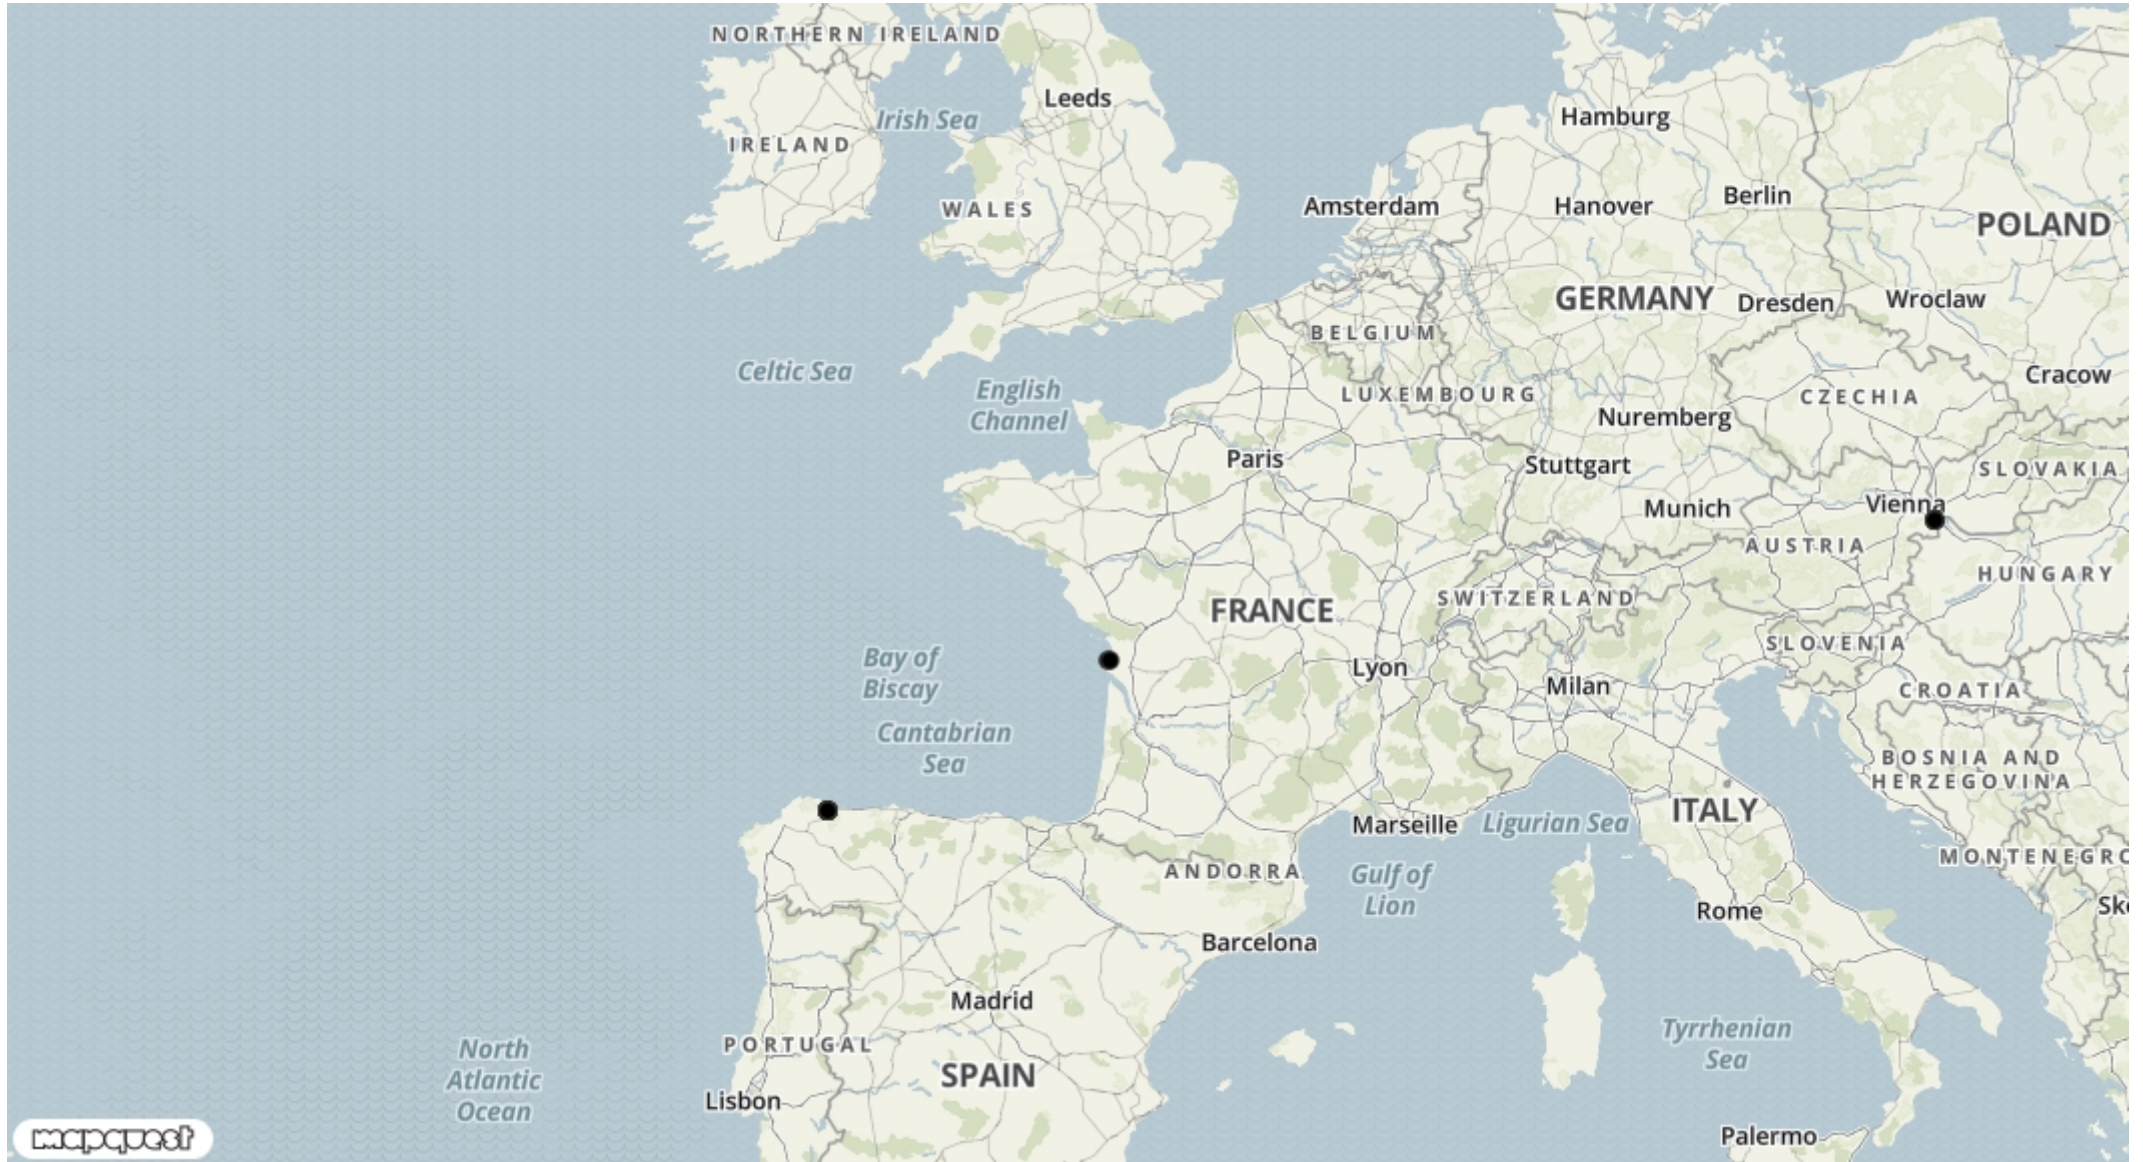 NORTHERN IRELAND
Leeds
Irish Sea
IRELAND
Hamburg
WALES
Amsterdam
Hanover
Berlin
POLAND
GERMANY
Dresden
Wroclaw
BELGIUM
Celtic Sea
English
Channel
LUXEMBOURG
Cracow
CZECHIA
Nuremberg
Paris
Stuttgart
SLOVAKIA
Munich
Vienna
AUSTRIA
HUNGARY
SWITZERLAND
FRANCE
SLOVENIA
Bay of
Biscay
Lyon
Milan
CROATIA
Cantabrian
Sea
BOSNIA AND
HERZEGOVINA
ITALY
Marseille
Ligurian Sea
MONTENEGRO
ANDORRA
Gulf of
Lion
Rome
Sk
Barcelona
Madrid
Tyrrhenian
Sea
PORTUGAL
North
Atlantic
Ocean
SPAIN
Lisbon
Palermo
mapquest